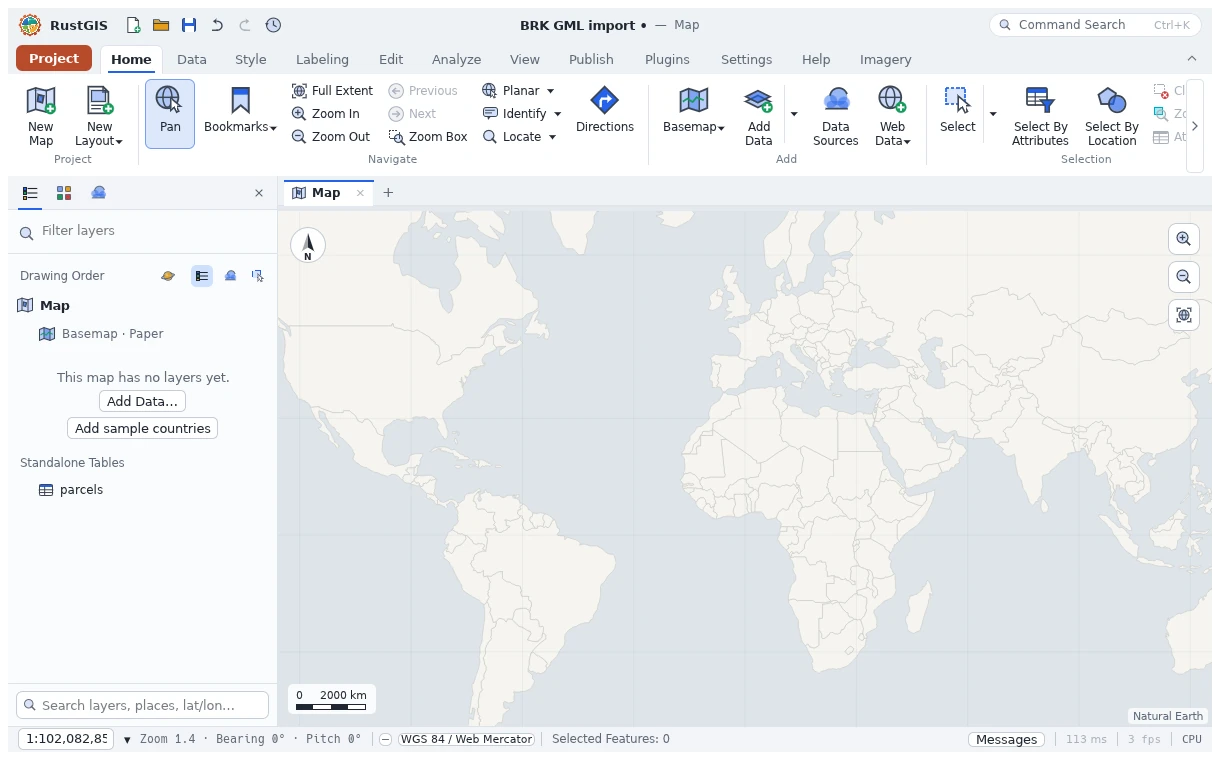 RustGIS
BRK GML import • — Map
Command Search Ctrl+K
Project Home Data Style Labeling Edit Analyze View Publish Plugins Settings Help Imagery
New Map
New Layout
Project
Pan
Bookmarks
Full Extent
Zoom In
Zoom Out
Previous
Next
Zoom Box
Planar
Identify
Locate
Directions
Navigate
Basemap
Add Data
Data Sources
Web Data
Add
Select
Select By Attributes
Select By Location
Cl
Zo
At
Selection
Map
Filter layers
Drawing Order
Map
Basemap · Paper
This map has no layers yet.
Add Data...
Add sample countries
Standalone Tables
parcels
Search layers, places, lat/lon...
N
0 2000 km
Natural Earth
1:102,082,85
Zoom 1.4 · Bearing 0° · Pitch 0°
WGS 84 / Web Mercator
Selected Features: 0
Messages
113 ms
3 fps
CPU